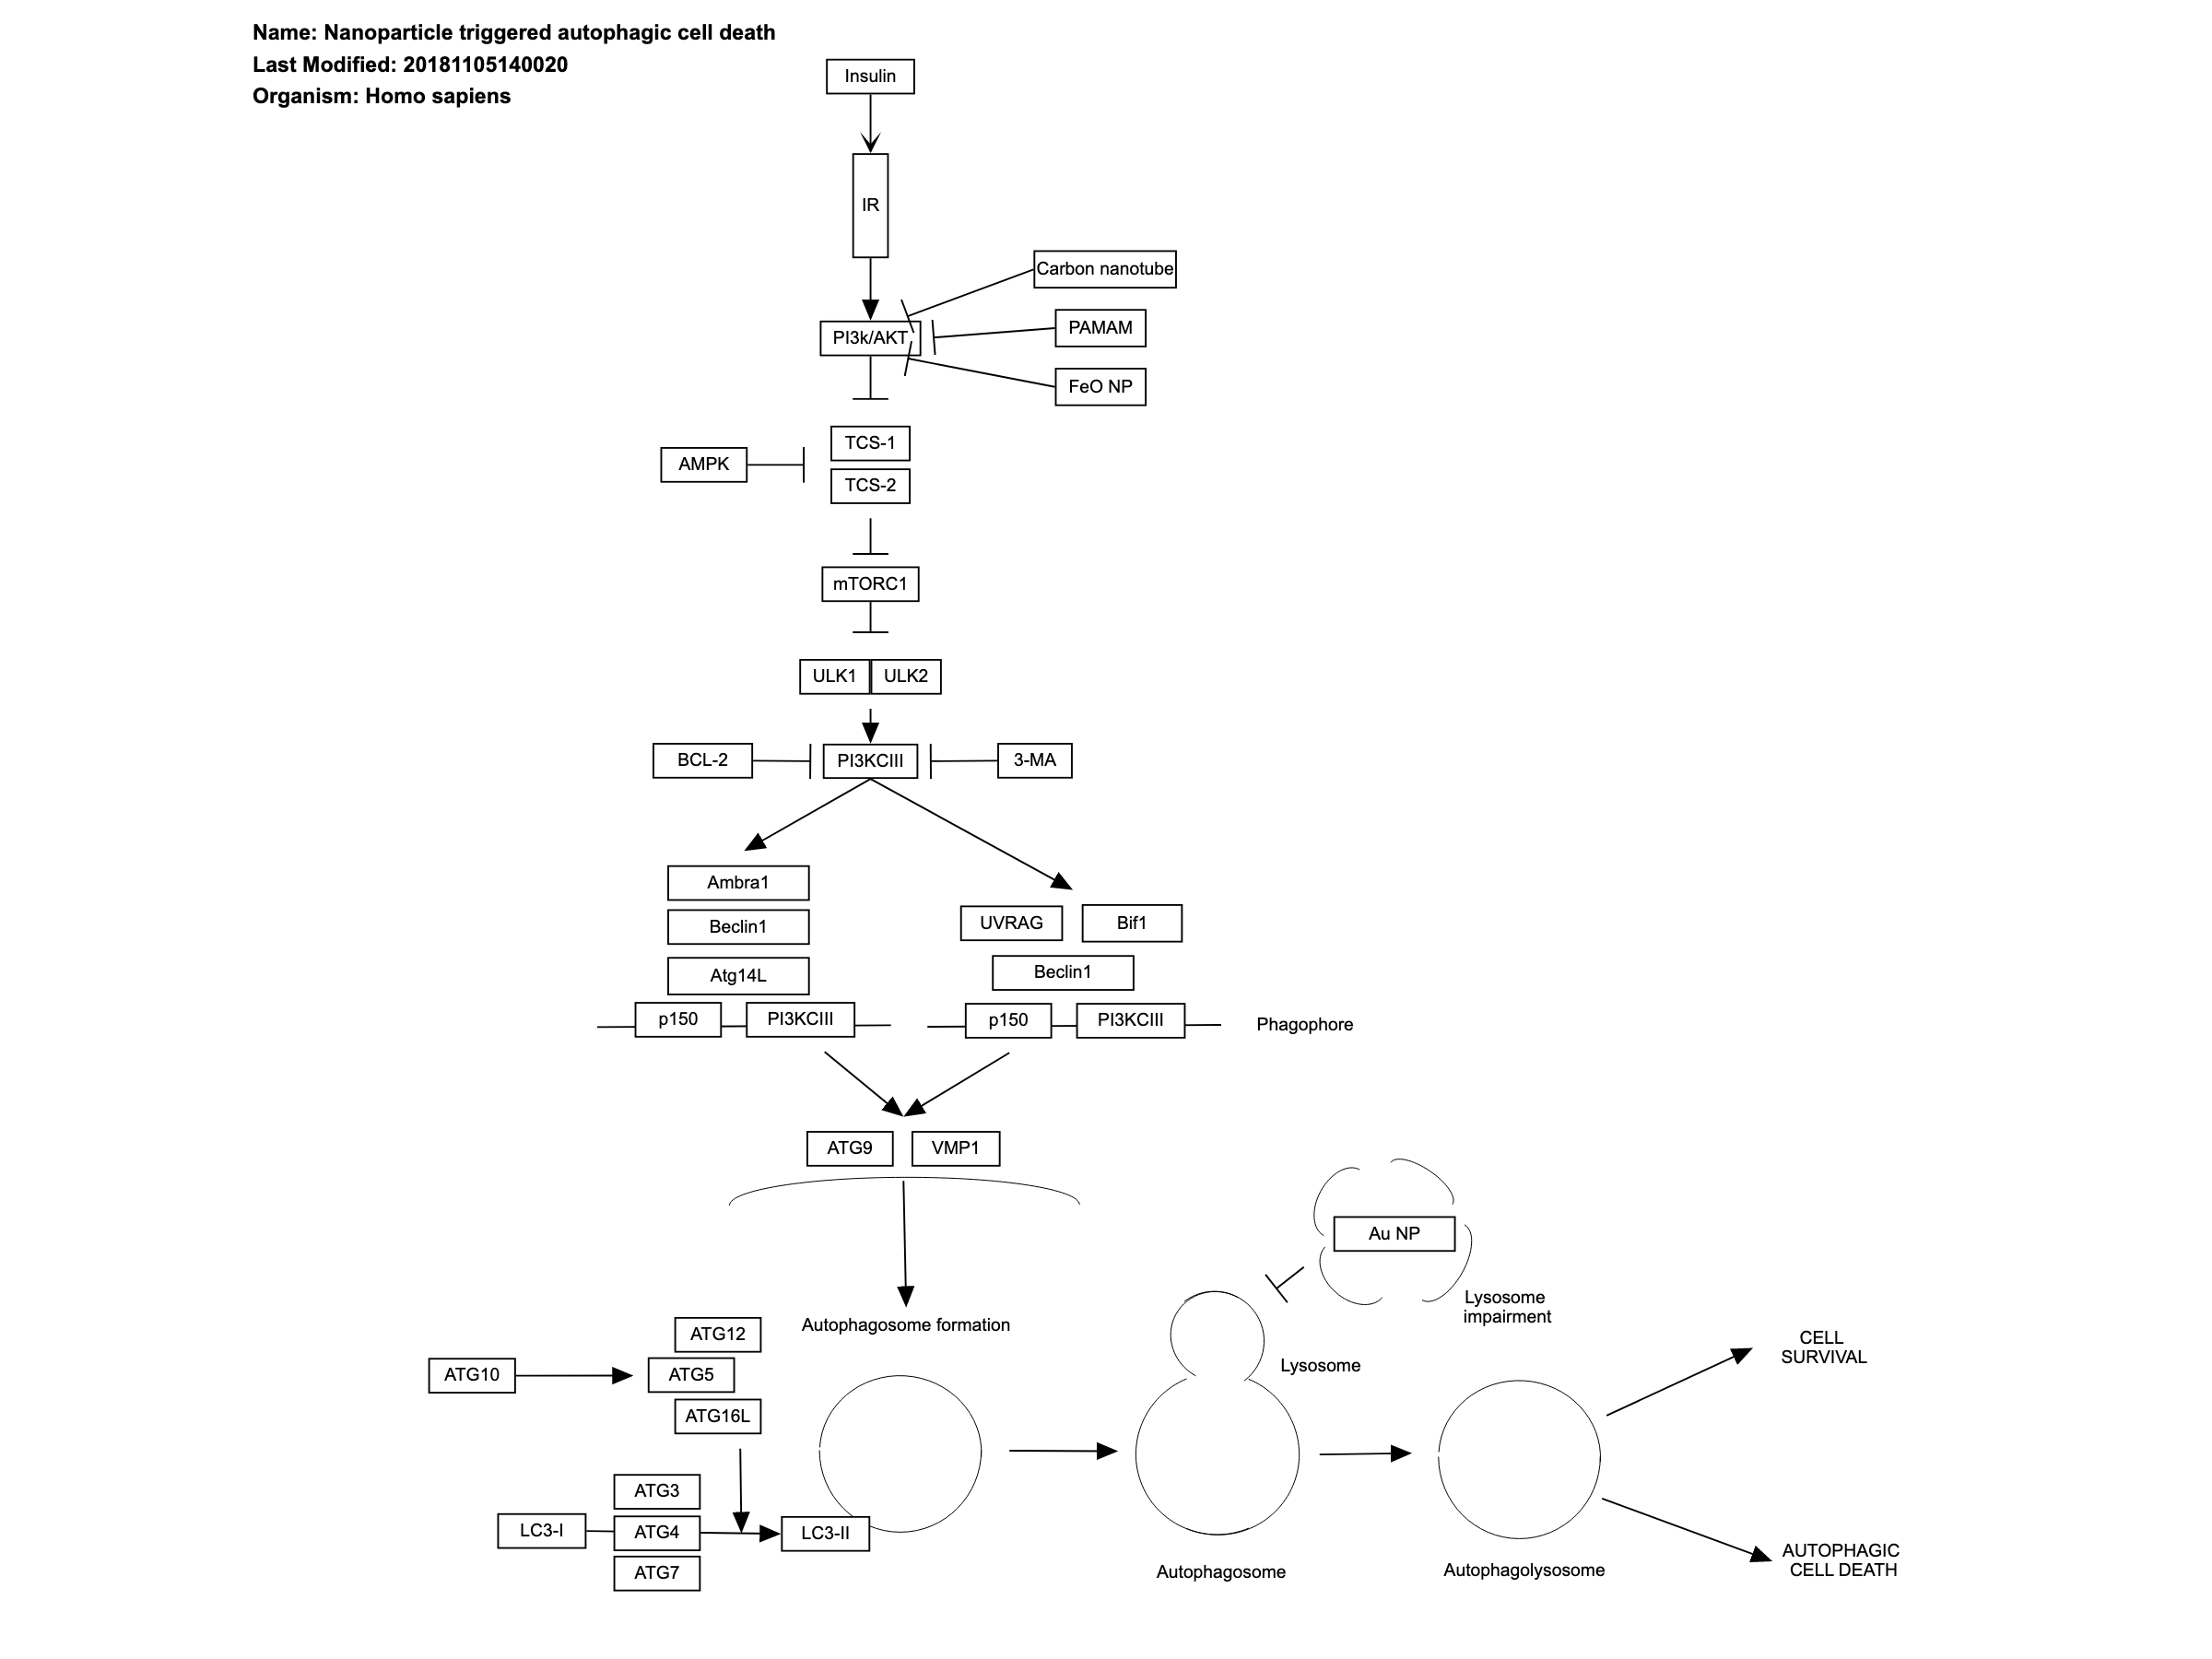 Name: Nanoparticle triggered autophagic cell death
Last Modified: 20181105140020
Organism: Homo sapiens
Insulin
IR
Carbon nanotube
PAMAM
PI3k/AKT
FeO NP
TCS-1
AMPK
TCS-2
mTORC1
ULK1 ULK2
BCL-2 PI3KCIII 3-MA
Ambra1
Beclin1
Atg14L
p150 PI3KCIII
UVRAG Bif1
Beclin1
p150 PI3KCIII
Phagophore
ATG9 VMP1
Au NP
Lysosome
impairment
Autophagosome formation
ATG12
ATG10 ATG5
ATG16L
Lysosome
CELL
SURVIVAL
ATG3
LC3-I ATG4 LC3-II
ATG7
Autophagosome
Autophagolysosome
AUTOPHAGIC
CELL DEATH